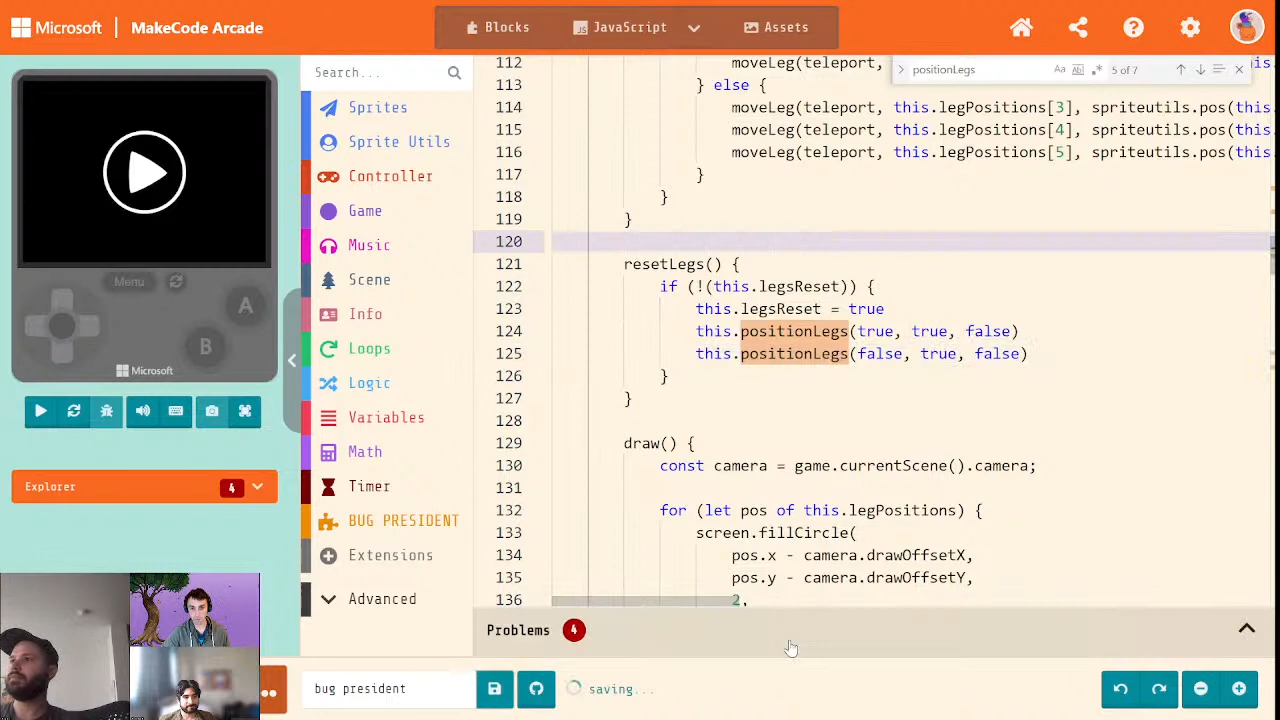 Microsoft | MakeCode Arcade
Blocks
JS JavaScript
Assets
Search...
Sprites
Sprite Utils
Controller
Game
Music
Scene
Info
Loops
Logic
Variables
Math
Timer
BUG PRESIDENT
Extensions
Advanced
Menu
A
B
Microsoft
Explorer
4
positionLegs
Aa
Ab
.*
5 of 7
112 moveLeg(teleport,
113 } else {
114 moveLeg(teleport, this.legPositions[3], spriteutils.pos(this
115 moveLeg(teleport, this.legPositions[4], spriteutils.pos(this
116 moveLeg(teleport, this.legPositions[5], spriteutils.pos(this
117 }
118 }
119 }
120
121 resetLegs() {
122 if (!(this.legsReset)) {
123 this.legsReset = true
124 this.positionLegs(true, true, false)
125 this.positionLegs(false, true, false)
126 }
127 }
128
129 draw() {
130 const camera = game.currentScene().camera;
131
132 for (let pos of this.legPositions) {
133 screen.fillCircle(
134 pos.x - camera.drawOffsetX,
135 pos.y - camera.drawOffsetY,
136 2,
Problems 4
bug president
saving...